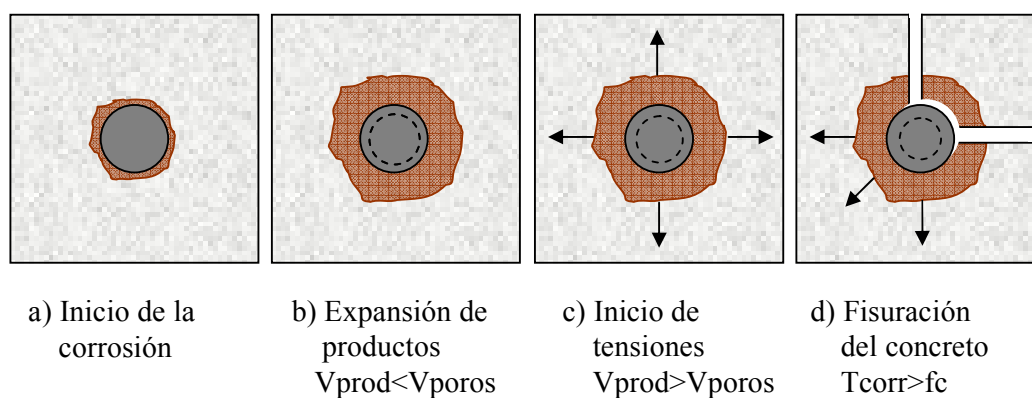 a) Inicio de la
corrosión
b) Expansión de
productos
Vprod<Vporos
c) Inicio de
tensiones
Vprod>Vporos
d) Fisuración
del concreto
Tcorr>fc